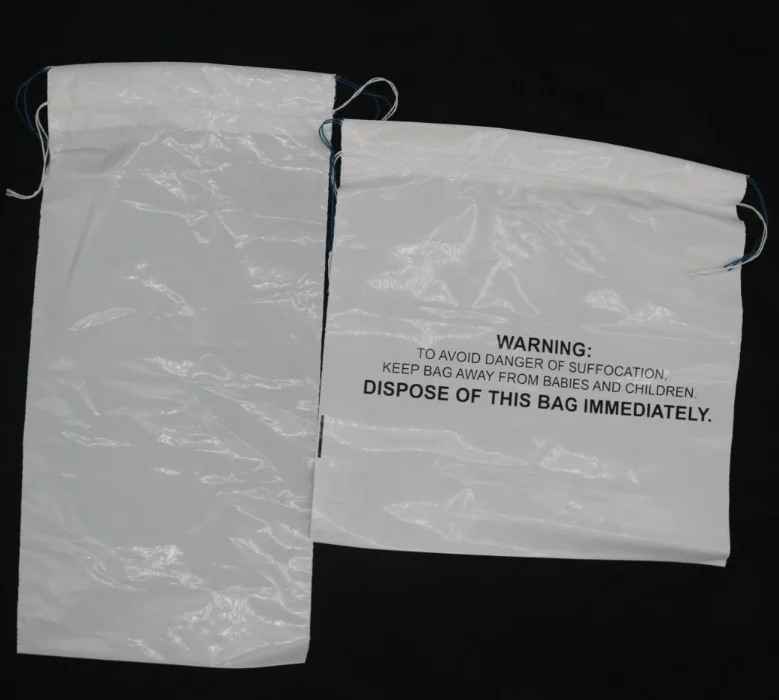 WARNING:
TO AVOID DANGER OF SUFFOCATION,
KEEP BAG AWAY FROM BABIES AND CHILDREN.
DISPOSE OF THIS BAG IMMEDIATELY.